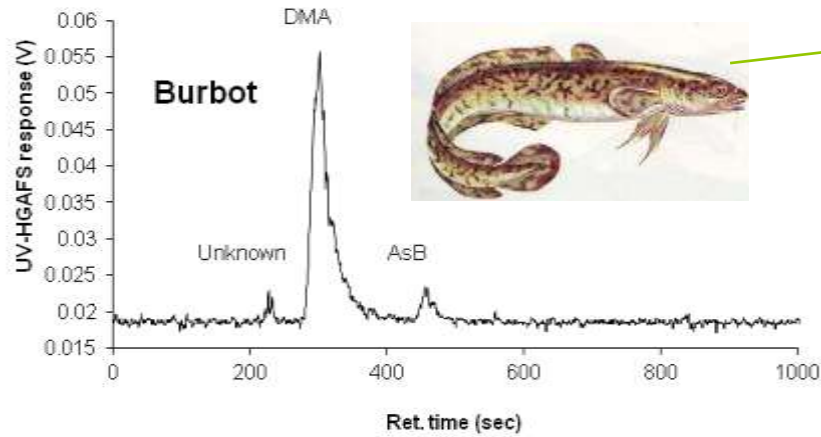 DMA
0.06
0.055
0.05
0.045
0.04
0.035
0.03
0.025
0.02
0.015
UV-HGAFS response (V)
Burbot
Unknown
AsB
0 200 400 600 800 1000
Ret. time (sec)